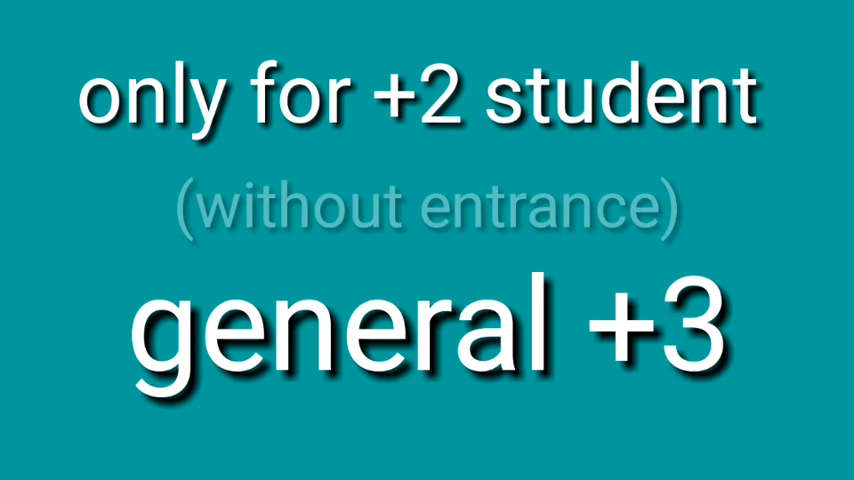 only for +2 student
(without entrance)
general +3